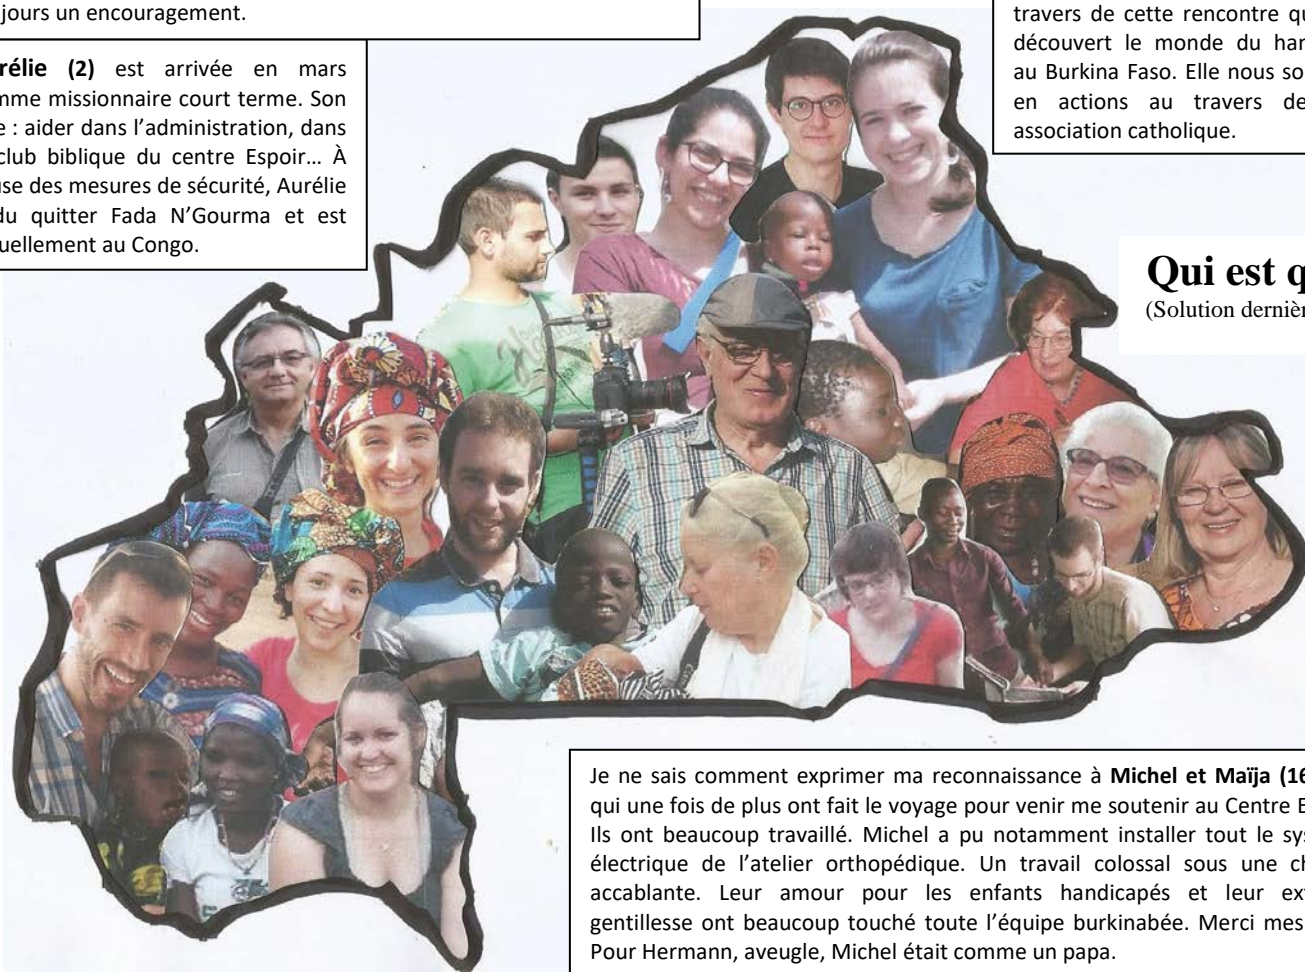 jours un encouragement.
rélie (2) est arrivée en mars
mme missionnaire court terme. Son
e : aider dans l’administration, dans
club biblique du centre Espoir… À
use des mesures de sécurité, Aurélie
du quitter Fada N’Gourma et est
uellement au Congo.
travers de cette rencontre qu
découvert le monde du han
au Burkina Faso. Elle nous so
en actions au travers de
association catholique.
Qui est q
(Solution dernièr
Je ne sais comment exprimer ma reconnaissance à Michel et Maïja (16
qui une fois de plus ont fait le voyage pour venir me soutenir au Centre E
Ils ont beaucoup travaillé. Michel a pu notamment installer tout le sys
électrique de l’atelier orthopédique. Un travail colossal sous une ch
accablante. Leur amour pour les enfants handicapés et leur ext
gentillesse ont beaucoup touché toute l’équipe burkinabée. Merci mes
Pour Hermann, aveugle, Michel était comme un papa.